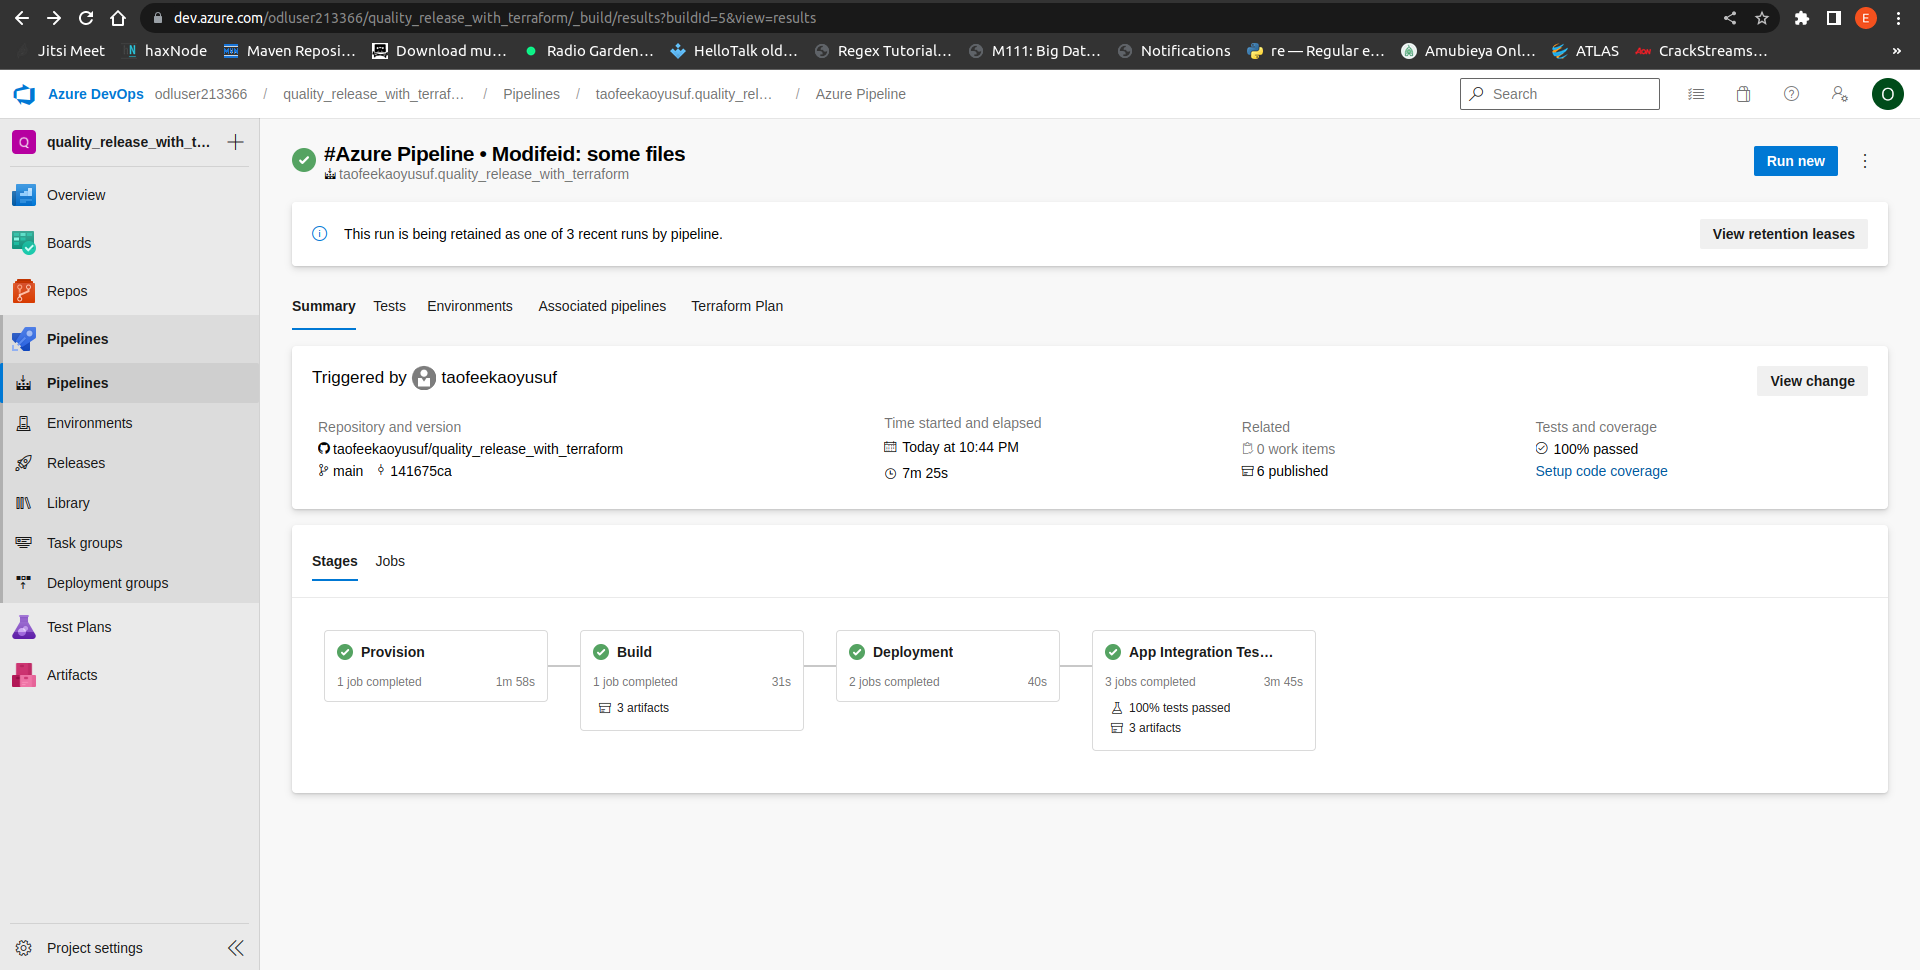 dev.azure.com/odluser213366/quality_release_with_terraform/_build/results?buildId=5&view=results
E
Jitsi Meet haxNode Maven Reposi… Download mu… Radio Garden… HelloTalk old… Regex Tutorial… M111: Big Dat… Notifications re — Regular e… Amubieya Onl… ATLAS CrackStreams… »
Azure DevOps odluser213366 / quality_release_with_terraf… / Pipelines / taofeekaoyusuf.quality_rel… / Azure Pipeline
Search
O
Q quality_release_with_t…
Overview
Boards
Repos
Pipelines
Pipelines
Environments
Releases
Library
Task groups
Deployment groups
Test Plans
Artifacts
Project settings
#Azure Pipeline • Modifeid: some files
taofeekaoyusuf.quality_release_with_terraform
Run new
This run is being retained as one of 3 recent runs by pipeline.
View retention leases
Summary Tests Environments Associated pipelines Terraform Plan
Triggered by taofeekaoyusuf
View change
Repository and version
taofeekaoyusuf/quality_release_with_terraform
main 141675ca
Time started and elapsed
Today at 10:44 PM
7m 25s
Related
0 work items
6 published
Tests and coverage
100% passed
Setup code coverage
Stages Jobs
Provision
1 job completed 1m 58s
Build
1 job completed 31s
3 artifacts
Deployment
2 jobs completed 40s
App Integration Tes…
3 jobs completed 3m 45s
100% tests passed
3 artifacts